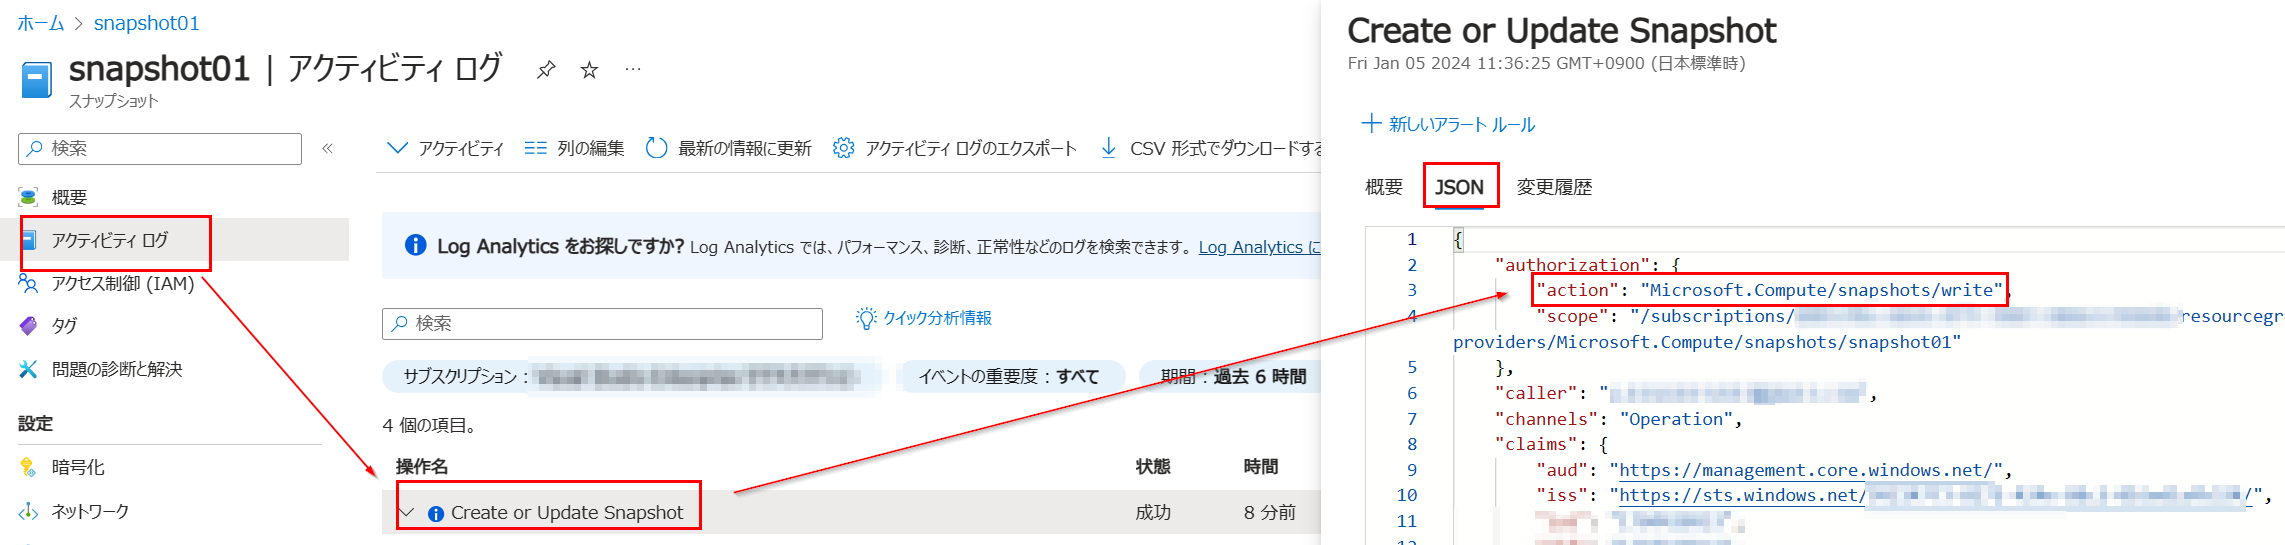 ホーム > snapshot01
snapshot01 | アクティビティ ログ
スナップショット
検索
概要
アクティビティ ログ
アクセス制御 (IAM)
タグ
問題の診断と解決
設定
暗号化
ネットワーク
アクティビティ 列の編集 最新の情報に更新 アクティビティ ログのエクスポート CSV 形式でダウンロードする
Log Analytics をお探しですか? Log Analytics では、パフォーマンス、診断、正常性などのログを検索できます。 Log Analytics に
検索
クイック分析情報
サブスクリプション :
イベントの重要度 : すべて
期間 : 過去 6 時間
4 個の項目。
操作名 状態 時間
Create or Update Snapshot 成功 8 分前
Create or Update Snapshot
Fri Jan 05 2024 11:36:25 GMT+0900 (日本標準時)
新しいアラート ルール
概要 JSON 変更履歴
1 {
2 "authorization": {
3 "action": "Microsoft.Compute/snapshots/write",
4 "scope": "/subscriptions/ resourcegr
providers/Microsoft.Compute/snapshots/snapshot01"
5 },
6 "caller": " ",
7 "channels": "Operation",
8 "claims": {
9 "aud": "https://management.core.windows.net/",
10 "iss": "https://sts.windows.net/ /",
11
12